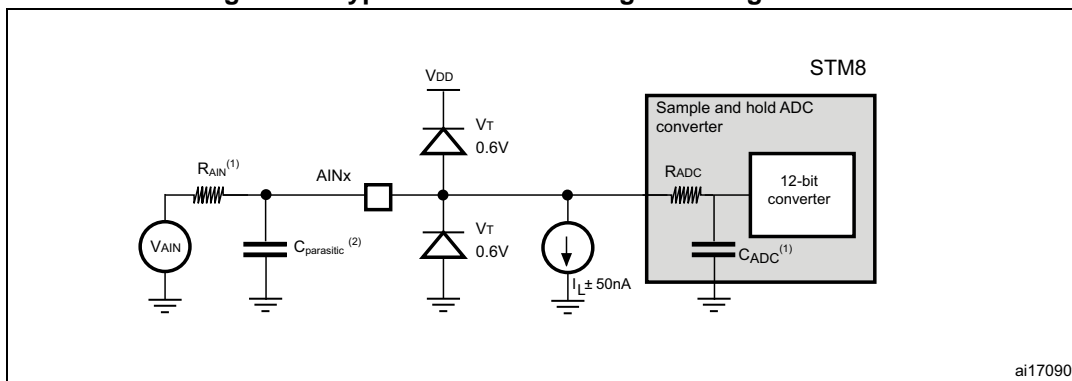 STM8
VDD
Sample and hold ADC
converter
VT
0.6V
RAIN(1)
AINx
RADC
12-bit
converter
VAIN
Cparasitic (2)
VT
0.6V
IL± 50nA
CADC(1)
ai17090